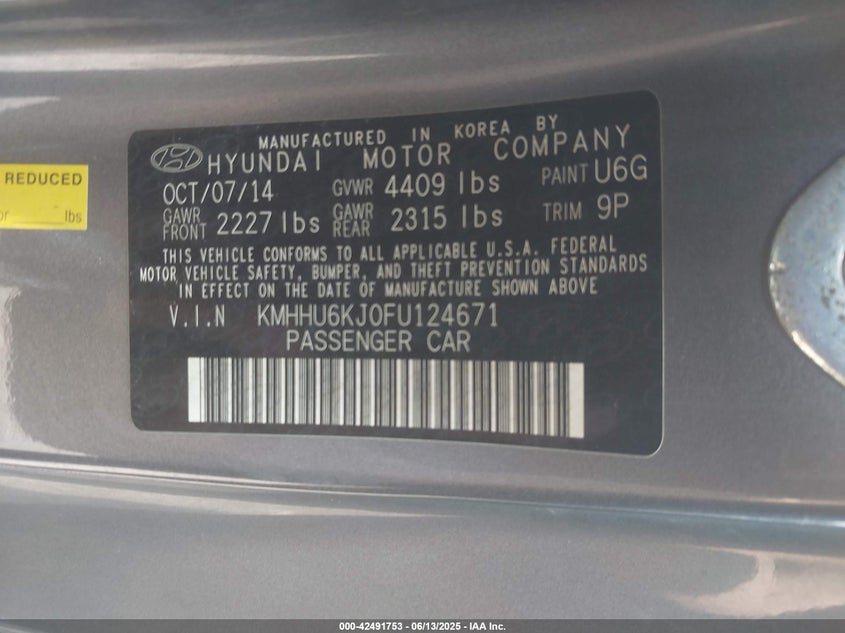 MANUFACTURED IN KOREA BY
HYUNDAI MOTOR COMPANY
OCT/07/14 GVWR 4409 lbs PAINT U6G
GAWR FRONT 2227 lbs GAWR REAR 2315 lbs TRIM 9P
THIS VEHICLE CONFORMS TO ALL APPLICABLE U.S.A. FEDERAL
MOTOR VEHICLE SAFETY, BUMPER, AND THEFT PREVENTION STANDARDS
IN EFFECT ON THE DATE OF MANUFACTURE SHOWN ABOVE
V.I.N KMHHU6KJ0FU124671
PASSENGER CAR
REDUCED
or lbs
000-42491753 - 06/13/2025 - IAA Inc.